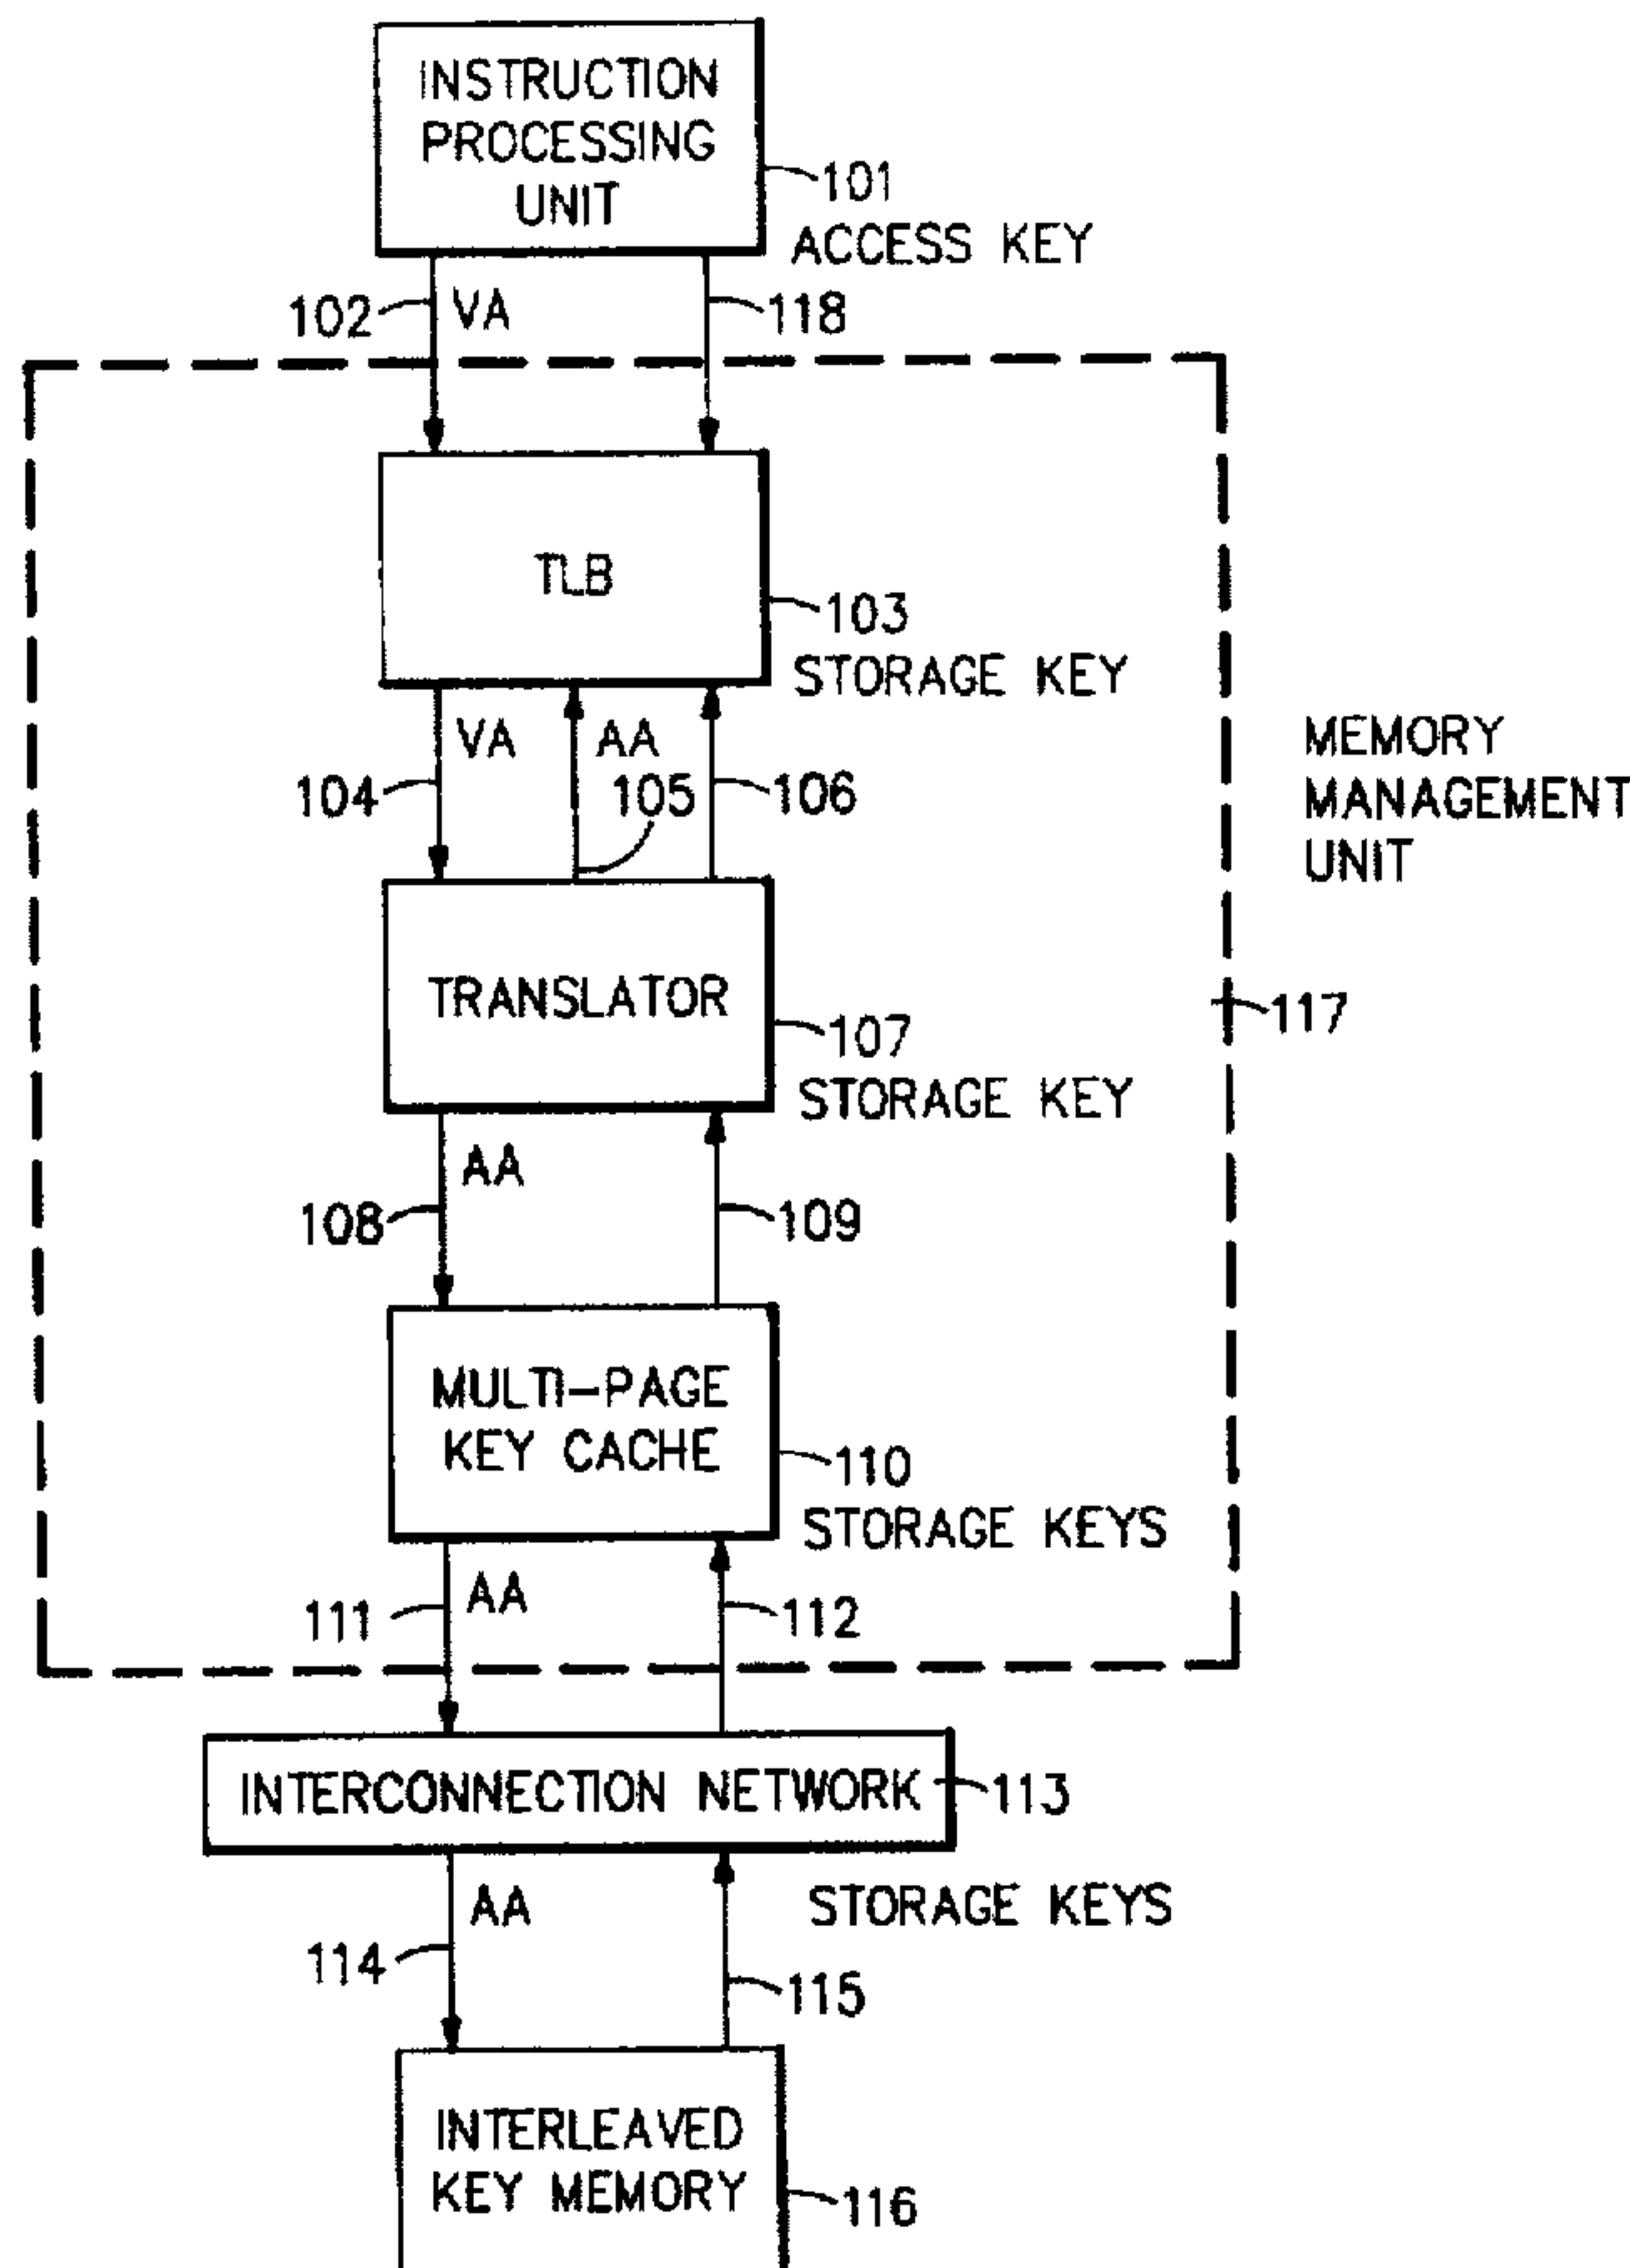 INSTRUCTION
PROCESSING
UNIT
101
ACCESS KEY
102
VA
118
TLB
103
STORAGE KEY
VA
AA
104
105
106
MEMORY
MANAGEMENT
UNIT
TRANSLATOR
117
107
STORAGE KEY
AA
108
109
MULTI-PAGE
KEY CACHE
110
STORAGE KEYS
AA
111
112
INTERCONNECTION NETWORK
113
AA
STORAGE KEYS
114
115
INTERLEAVED
KEY MEMORY
116